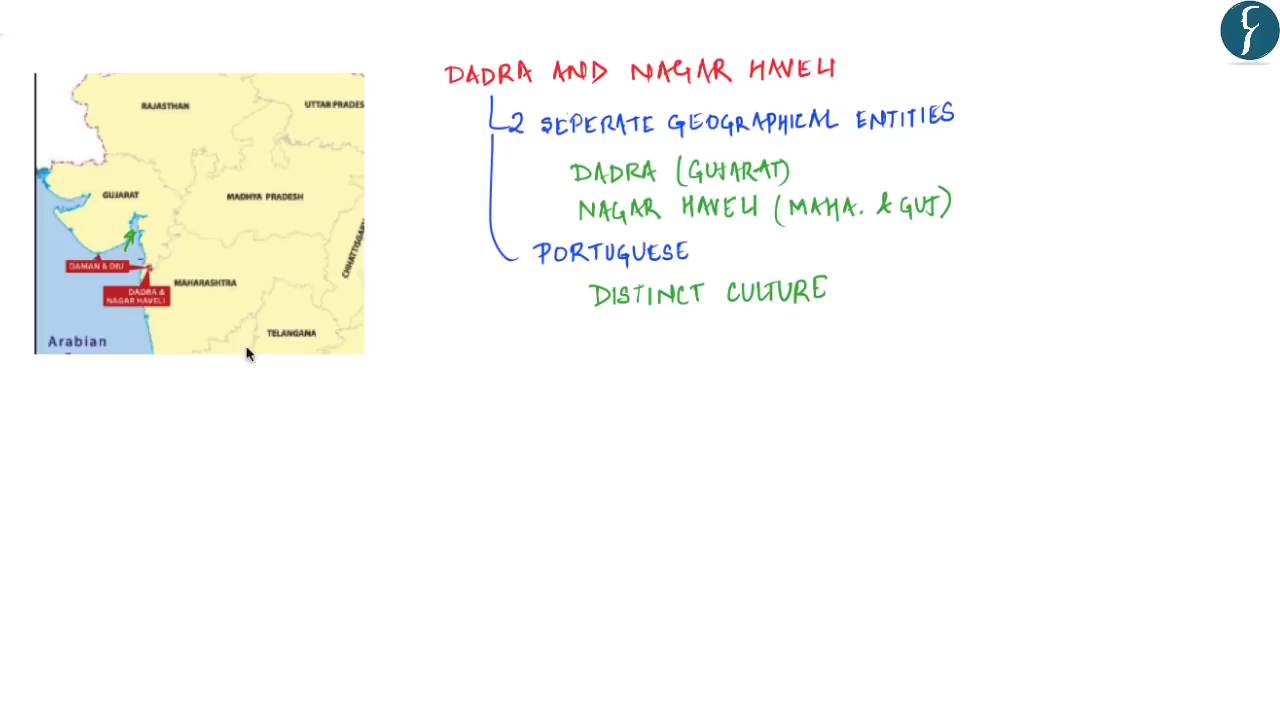 DADRA AND NAGAR HAVELI
2 SEPERATE GEOGRAPHICAL ENTITIES
DADRA (GUJARAT)
NAGAR HAVELI (MAHA. & GUJ)
PORTUGUESE
DISTINCT CULTURE
RAJASTHAN
UTTAR PRADES
GUJARAT
MADHYA PRADESH
CHHATTISGAR
DAMAN & DIU
MAHARASHTRA
DADRA &
NAGAR HAVELI
TELANGANA
Arabian